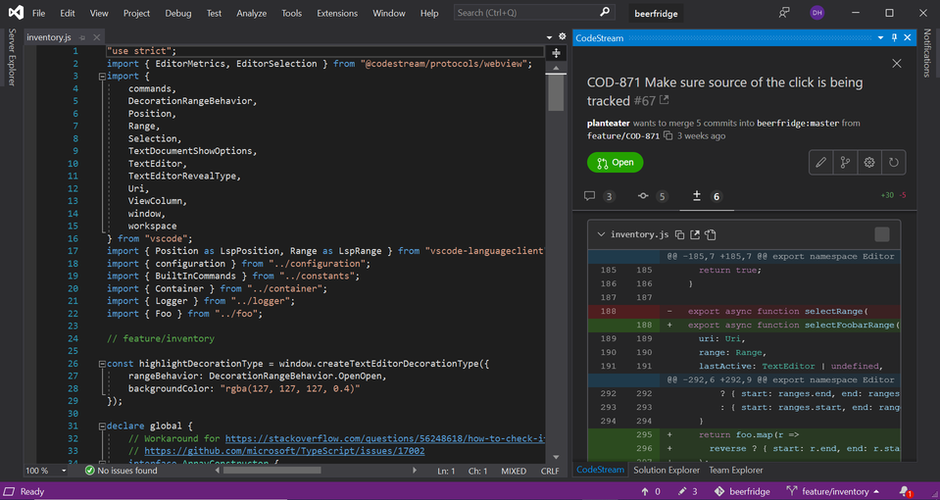 File Edit View Project Debug Test Analyze Tools Extensions Window Help Search (Ctrl+Q) beerfridge DH
Server Explorer
inventory.js
1 "use strict";
2 import { EditorMetrics, EditorSelection } from "@codestream/protocols/webview";
3 import {
4 commands,
5 DecorationRangeBehavior,
6 Position,
7 Range,
8 Selection,
9 TextDocumentShowOptions,
10 TextEditor,
11 TextEditorRevealType,
12 Uri,
13 ViewColumn,
14 window,
15 workspace
16 } from "vscode";
17 import { Position as LspPosition, Range as LspRange } from "vscode-languageclient
18 import { configuration } from "../configuration";
19 import { BuiltInCommands } from "../constants";
20 import { Container } from "../container";
21 import { Logger } from "../logger";
22 import { Foo } from "../foo";
23
24 // feature/inventory
25
26 const highlightDecorationType = window.createTextEditorDecorationType({
27 rangeBehavior: DecorationRangeBehavior.OpenOpen,
28 backgroundColor: "rgba(127, 127, 127, 0.4)"
29 });
30
31 declare global {
32 // Workaround for https://stackoverflow.com/questions/56248618/how-to-check-i
33 // https://github.com/microsoft/TypeScript/issues/17002
34 interface ArrayConstructor {
100 % No issues found Ln: 1 Ch: 1 MIXED CRLF
CodeStream
COD-871 Make sure source of the click is being
tracked #67
planteater wants to merge 5 commits into beerfridge:master from
feature/COD-871 3 weeks ago
Open
3 5 6 +30 -5
inventory.js
@@ -185,7 +185,7 @@ export namespace Editor
185 185 return true;
186 186 }
187 187
188 - export async function selectRange(
188 + export async function selectFoobarRange(
189 189 uri: Uri,
190 190 range: Range,
191 191 lastActive: TextEditor | undefined,
@@ -292,6 +292,9 @@ export namespace Editor
292 292 ? { start: ranges.end, end: ranges
293 293 : { start: ranges.start, end: rang
294 294 }
295 + return foo.map(r =>
296 + reverse ? { start: r.end, end: r.sta
CodeStream Solution Explorer Team Explorer
Notifications
Ready 0 3 beerfridge feature/inventory 1